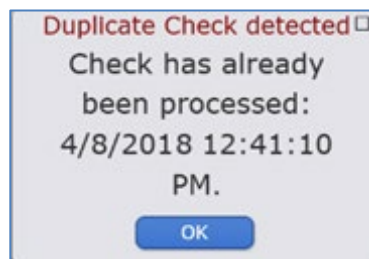 Duplicate Check detected
Check has already
been processed:
4/8/2018 12:41:10
PM.
OK